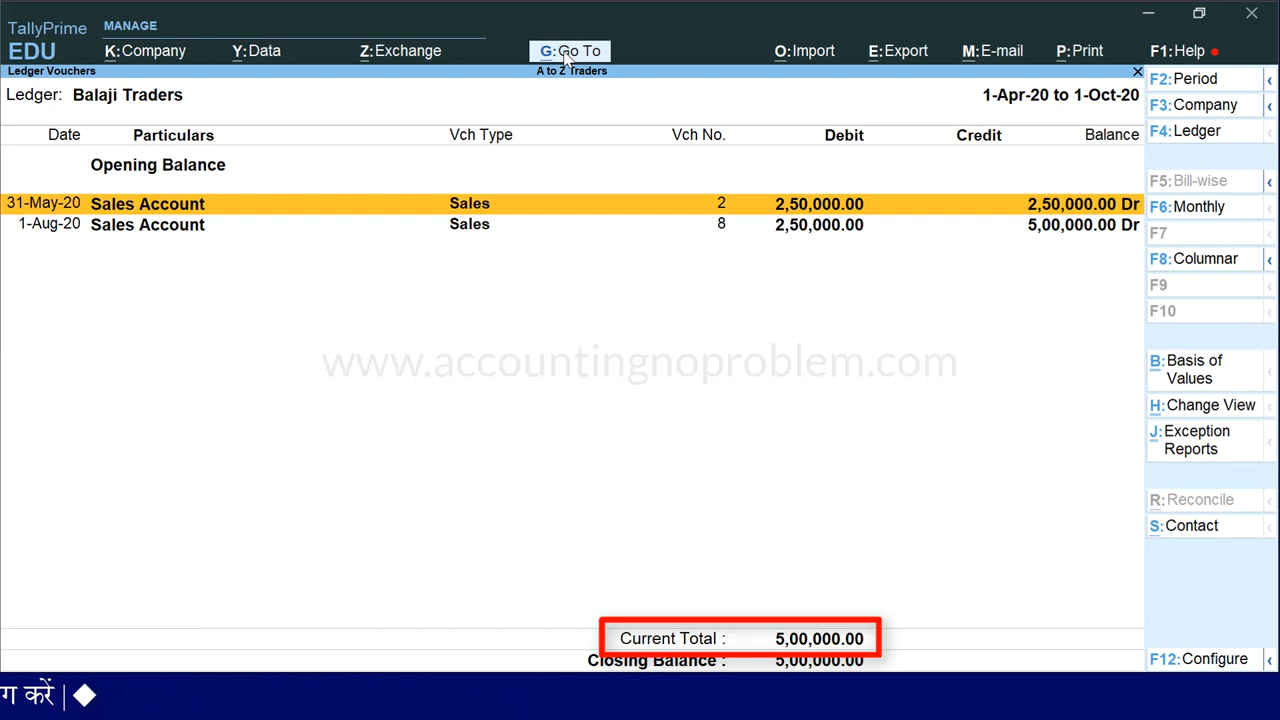 TallyPrime
EDU
MANAGE
K:Company Y:Data Z:Exchange G:Go To O:Import E:Export M:E-mail P:Print F1:Help
Ledger Vouchers A to Z Traders
Ledger: Balaji Traders 1-Apr-20 to 1-Oct-20
Date Particulars Vch Type Vch No. Debit Credit Balance
Opening Balance
31-May-20 Sales Account Sales 2 2,50,000.00 2,50,000.00 Dr
1-Aug-20 Sales Account Sales 8 2,50,000.00 5,00,000.00 Dr
www.accountingnoproblem.com
Current Total : 5,00,000.00
Closing Balance : 5,00,000.00
F2:Period
F3:Company
F4:Ledger
F5:Bill-wise
F6:Monthly
F7
F8:Columnar
F9
F10
B:Basis of
Values
H:Change View
J:Exception
Reports
R:Reconcile
S:Contact
F12:Configure
ग करें |